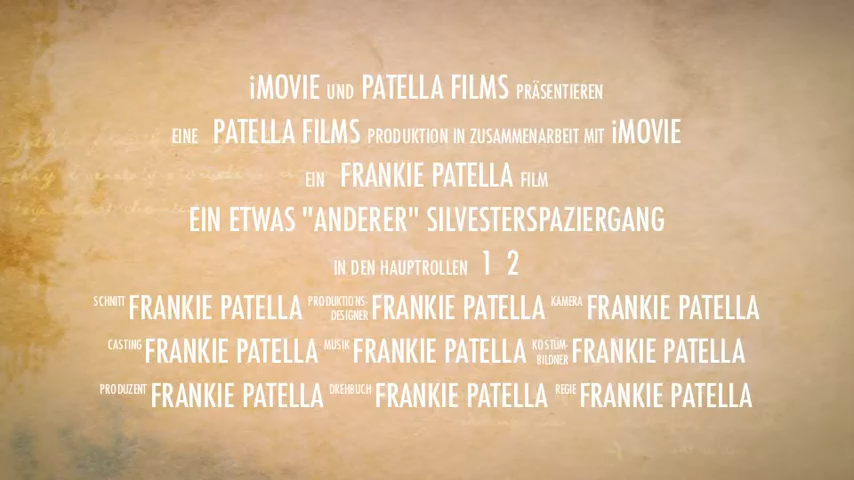 iMOVIE UND PATELLA FILMS PRÄSENTIEREN
EINE PATELLA FILMS PRODUKTION IN ZUSAMMENARBEIT MIT iMOVIE
EIN FRANKIE PATELLA FILM
EIN ETWAS "ANDERER" SILVESTERSPAZIERGANG
IN DEN HAUPTROLLEN 1 2
SCHNITT FRANKIE PATELLA PRODUKTIONS-DESIGNER FRANKIE PATELLA KAMERA FRANKIE PATELLA
CASTING FRANKIE PATELLA MUSIK FRANKIE PATELLA KOSTÜM-BILDNER FRANKIE PATELLA
PRODUZENT FRANKIE PATELLA DREHBUCH FRANKIE PATELLA REGIE FRANKIE PATELLA